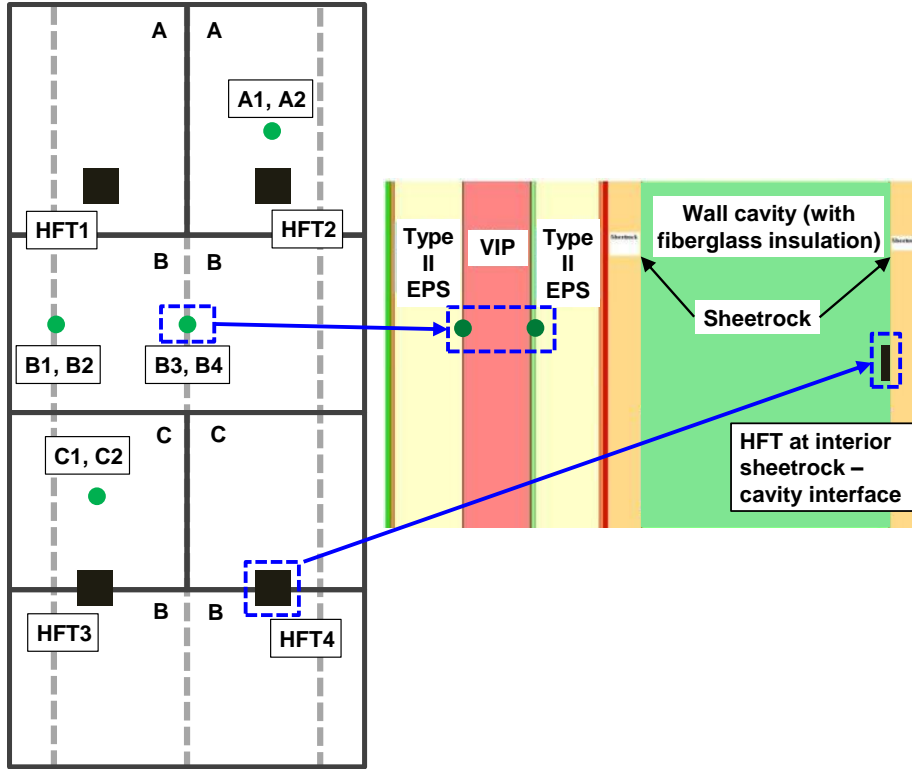 A A
A1, A2
HFT1
HFT2
B B
B1, B2
B3, B4
C C
C1, C2
B B
HFT3
HFT4
Type
II
EPS
VIP
Type
II
EPS
Wall cavity (with
fiberglass insulation)
Sheetrock
HFT at interior
sheetrock –
cavity interface
Sheetrock